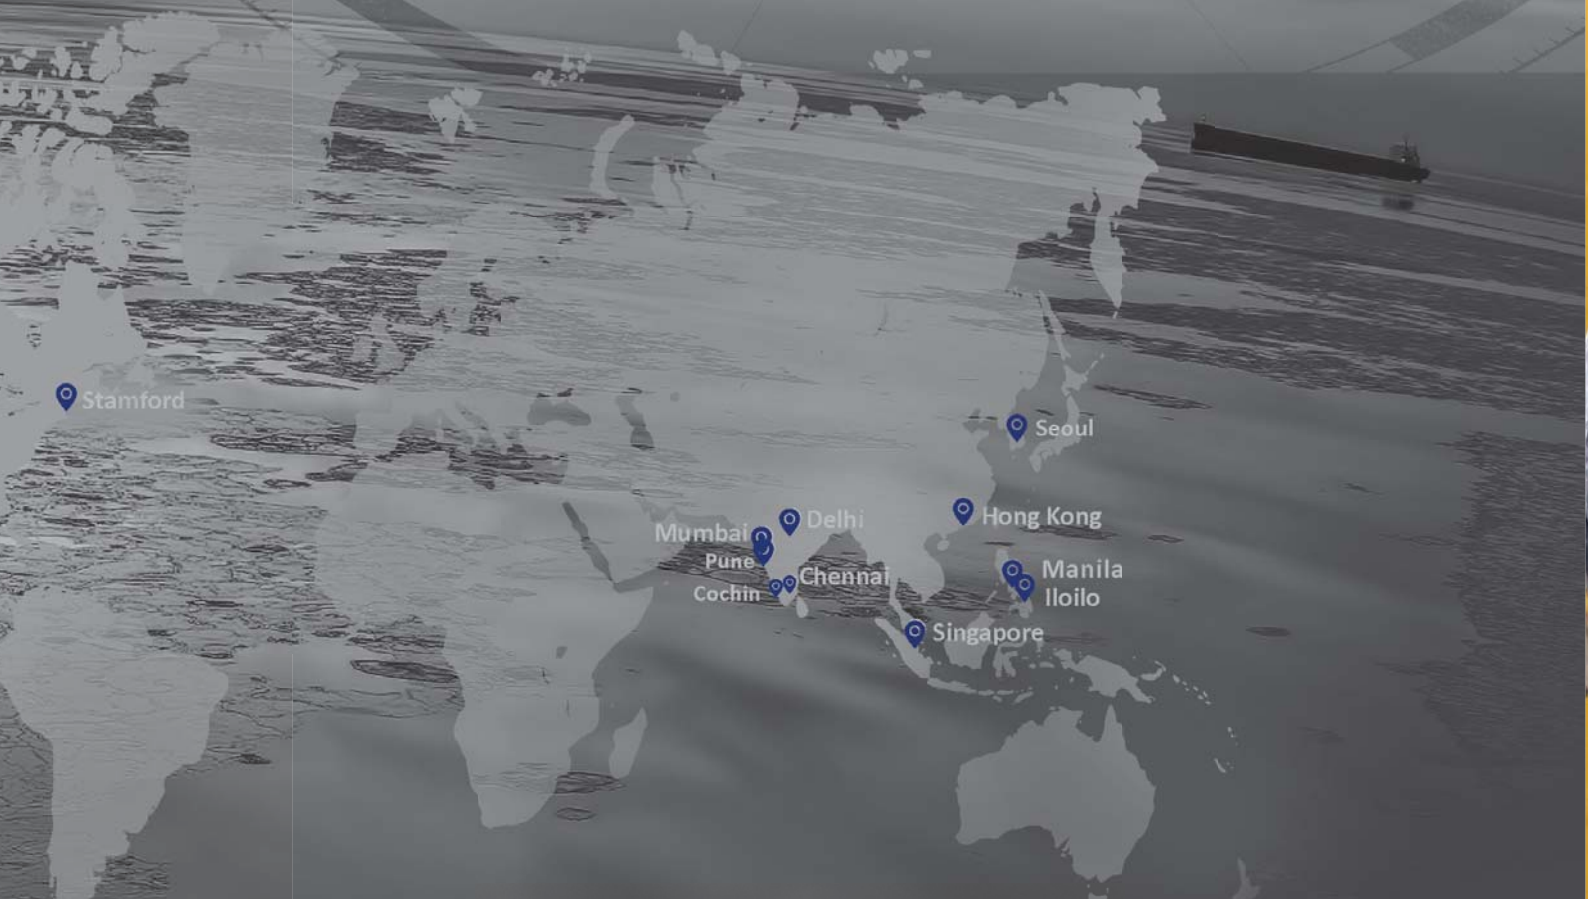 Stamford
Seoul
Hong Kong
Delhi
Mumbai
Pune
Chennai
Cochin
Manila
Iloilo
Singapore